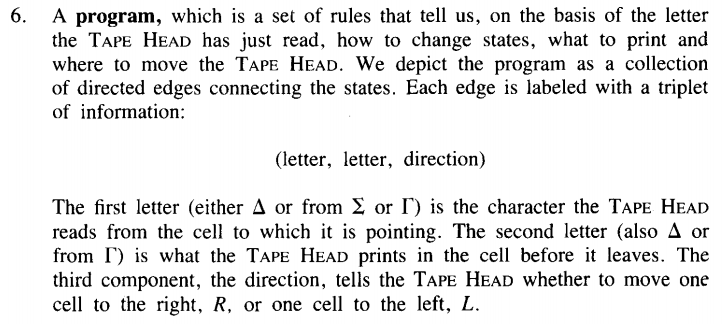 6. A program, which is a set of rules that tell us, on the basis of the letter
the TAPE HEAD has just read, how to change states, what to print and
where to move the TAPE HEAD. We depict the program as a collection
of directed edges connecting the states. Each edge is labeled with a triplet
of information:
(letter, letter, direction)
The first letter (either Δ or from Σ or Γ) is the character the TAPE HEAD
reads from the cell to which it is pointing. The second letter (also Δ or
from Γ) is what the TAPE HEAD prints in the cell before it leaves. The
third component, the direction, tells the TAPE HEAD whether to move one
cell to the right, R, or one cell to the left, L.